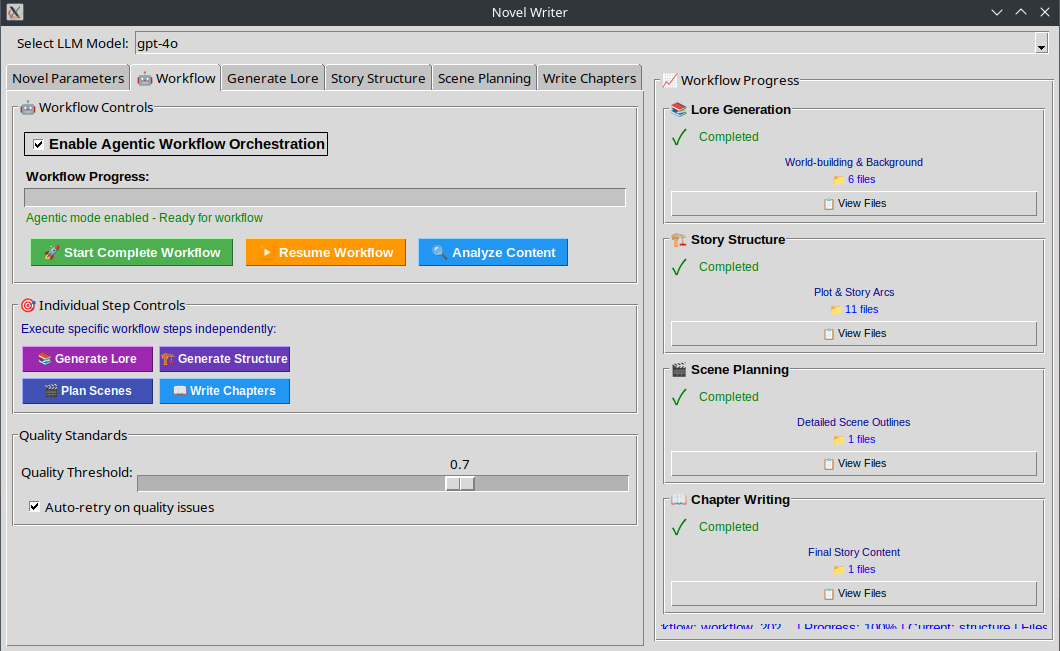 Novel Writer
Select LLM Model: gpt-4o
Novel Parameters Workflow Generate Lore Story Structure Scene Planning Write Chapters
Workflow Controls
Enable Agentic Workflow Orchestration
Workflow Progress:
Agentic mode enabled - Ready for workflow
Start Complete Workflow Resume Workflow Analyze Content
Individual Step Controls
Execute specific workflow steps independently:
Generate Lore Generate Structure
Plan Scenes Write Chapters
Quality Standards
0.7
Quality Threshold:
Auto-retry on quality issues
Workflow Progress
Lore Generation
Completed
World-building & Background
6 files
View Files
Story Structure
Completed
Plot & Story Arcs
11 files
View Files
Scene Planning
Completed
Detailed Scene Outlines
1 files
View Files
Chapter Writing
Completed
Final Story Content
1 files
View Files
kflow: workflow_202... | Progress: 100% | Current: structure | Files